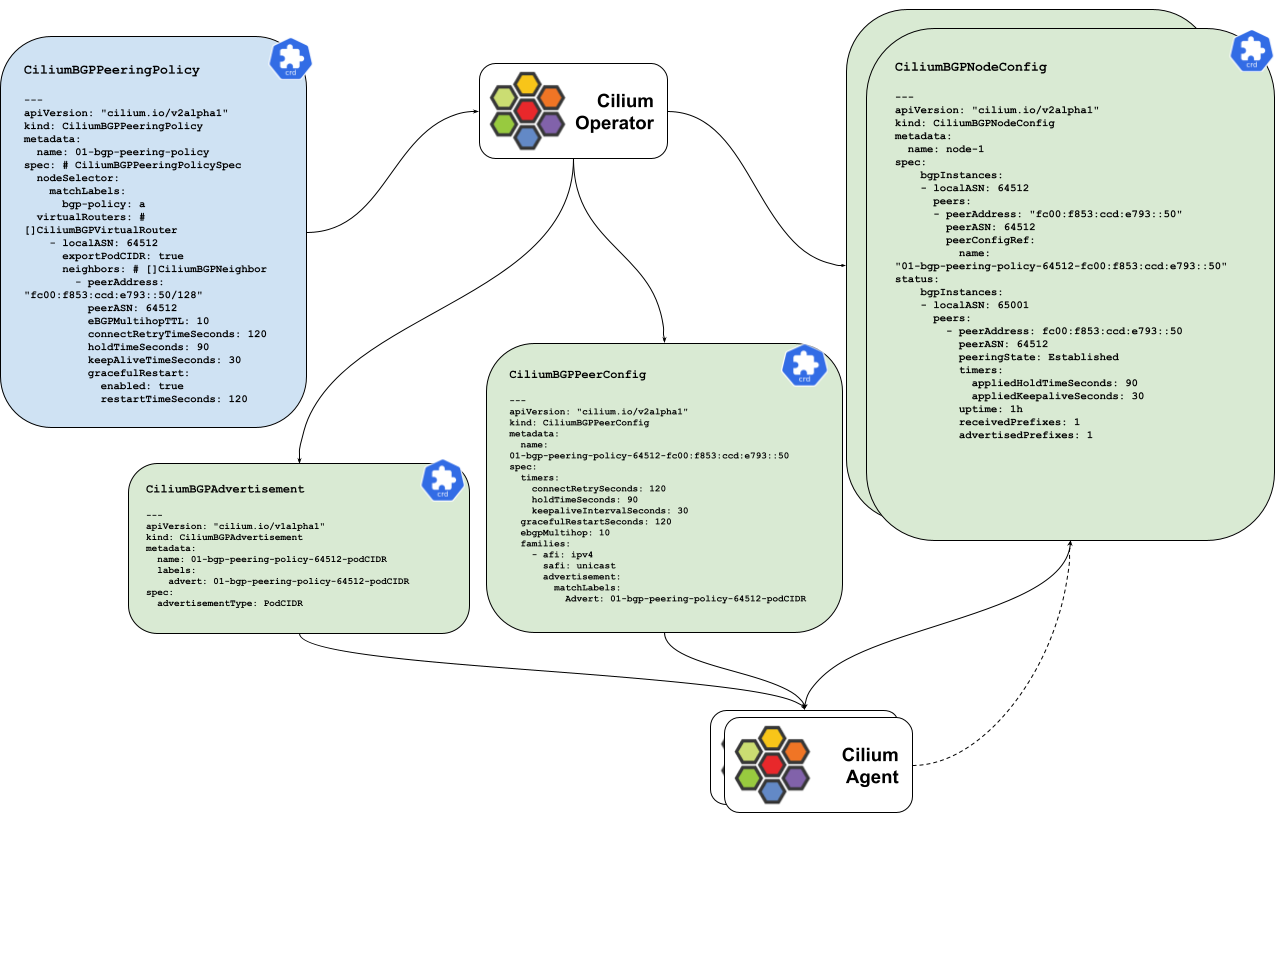 CiliumBGPPeeringPolicy
crd
---
apiVersion: "cilium.io/v2alpha1"
kind: CiliumBGPPeeringPolicy
metadata:
  name: 01-bgp-peering-policy
spec: # CiliumBGPPeeringPolicySpec
  nodeSelector:
    matchLabels:
      bgp-policy: a
  virtualRouters: #
[]CiliumBGPVirtualRouter
    - localASN: 64512
      exportPodCIDR: true
      neighbors: # []CiliumBGPNeighbor
        - peerAddress:
"fc00:f853:ccd:e793::50/128"
          peerASN: 64512
          eBGPMultihopTTL: 10
          connectRetryTimeSeconds: 120
          holdTimeSeconds: 90
          keepAliveTimeSeconds: 30
          gracefulRestart:
            enabled: true
            restartTimeSeconds: 120
Cilium
Operator
CiliumBGPNodeConfig
crd
---
apiVersion: "cilium.io/v2alpha1"
kind: CiliumBGPNodeConfig
metadata:
  name: node-1
spec:
    bgpInstances:
    - localASN: 64512
      peers:
      - peerAddress: "fc00:f853:ccd:e793::50"
        peerASN: 64512
        peerConfigRef:
          name:
"01-bgp-peering-policy-64512-fc00:f853:ccd:e793::50"
status:
    bgpInstances:
    - localASN: 65001
      peers:
        - peerAddress: fc00:f853:ccd:e793::50
          peerASN: 64512
          peeringState: Established
          timers:
            appliedHoldTimeSeconds: 90
            appliedKeepaliveSeconds: 30
          uptime: 1h
          receivedPrefixes: 1
          advertisedPrefixes: 1
CiliumBGPAdvertisement
crd
---
apiVersion: "cilium.io/v1alpha1"
kind: CiliumBGPAdvertisement
metadata:
  name: 01-bgp-peering-policy-64512-podCIDR
  labels:
    advert: 01-bgp-peering-policy-64512-podCIDR
spec:
  advertisementType: PodCIDR
CiliumBGPPeerConfig
crd
---
apiVersion: "cilium.io/v2alpha1"
kind: CiliumBGPPeerConfig
metadata:
  name:
01-bgp-peering-policy-64512-fc00:f853:ccd:e793::50
spec:
  timers:
    connectRetrySeconds: 120
    holdTimeSeconds: 90
    keepaliveIntervalSeconds: 30
  gracefulRestartSeconds: 120
  ebgpMultihop: 10
  families:
    - afi: ipv4
      safi: unicast
      advertisement:
        matchLabels:
          Advert: 01-bgp-peering-policy-64512-podCIDR
Cilium
Agent